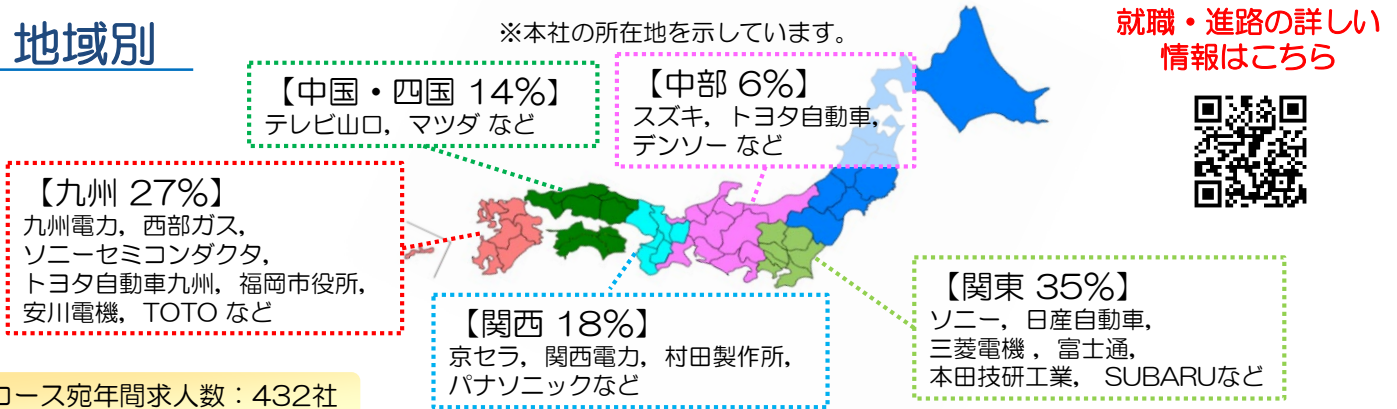 地域別
※本社の所在地を示しています。
就職・進路の詳しい
情報はこちら
【中国・四国 14%】
テレビ山口，マツダ など
【中部 6%】
スズキ，トヨタ自動車，
デンソー など
【九州 27%】
九州電力，西部ガス，
ソニーセミコンダクタ，
トヨタ自動車九州，福岡市役所，
安川電機，TOTO など
【関西 18%】
京セラ，関西電力，村田製作所，
パナソニックなど
【関東 35%】
ソニー，日産自動車，
三菱電機 ，富士通，
本田技研工業， SUBARUなど
コース宛年間求人数：432社